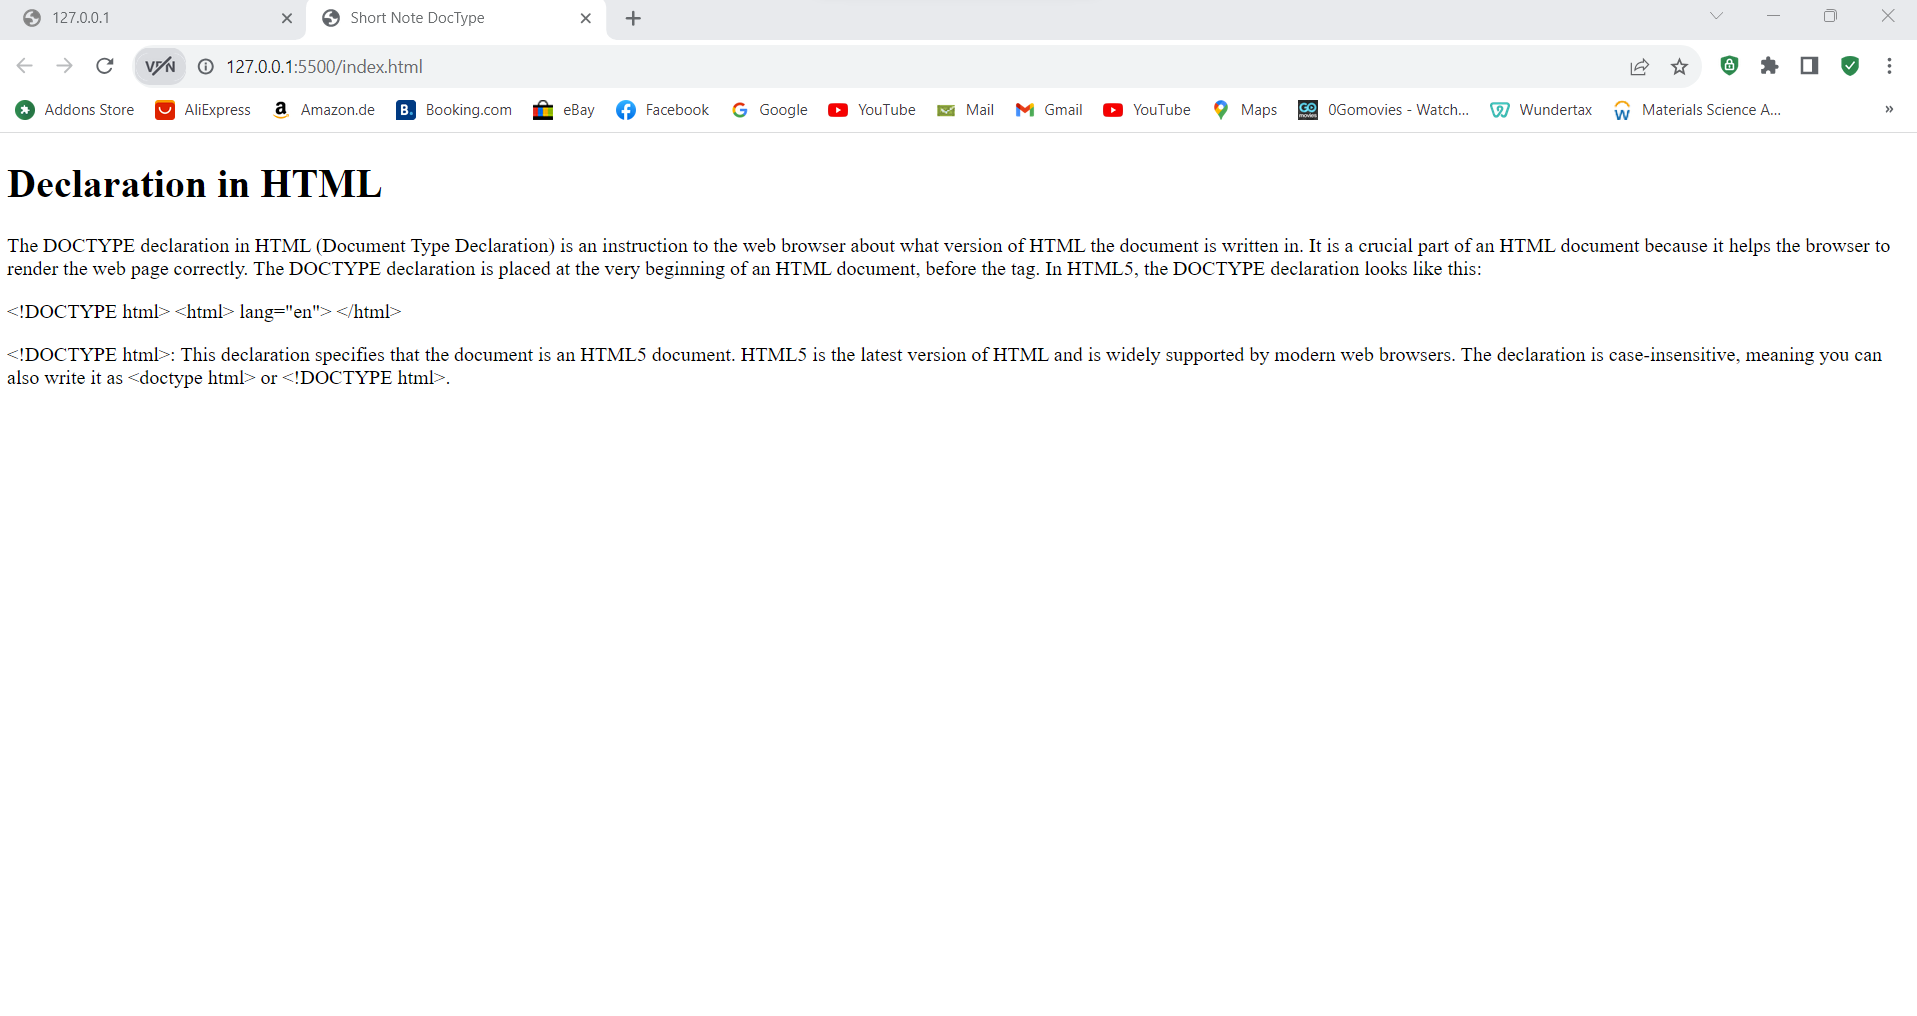 127.0.0.1
Short Note DocType
VPN
127.0.0.1:5500/index.html
Addons Store AliExpress Amazon.de Booking.com eBay Facebook Google YouTube Mail Gmail YouTube Maps 0Gomovies - Watch... Wundertax Materials Science A... »
Declaration in HTML
The DOCTYPE declaration in HTML (Document Type Declaration) is an instruction to the web browser about what version of HTML the document is written in. It is a crucial part of an HTML document because it helps the browser to
render the web page correctly. The DOCTYPE declaration is placed at the very beginning of an HTML document, before the tag. In HTML5, the DOCTYPE declaration looks like this:
<!DOCTYPE html> <html> lang="en"> </html>
<!DOCTYPE html>: This declaration specifies that the document is an HTML5 document. HTML5 is the latest version of HTML and is widely supported by modern web browsers. The declaration is case-insensitive, meaning you can
also write it as <doctype html> or <!DOCTYPE html>.